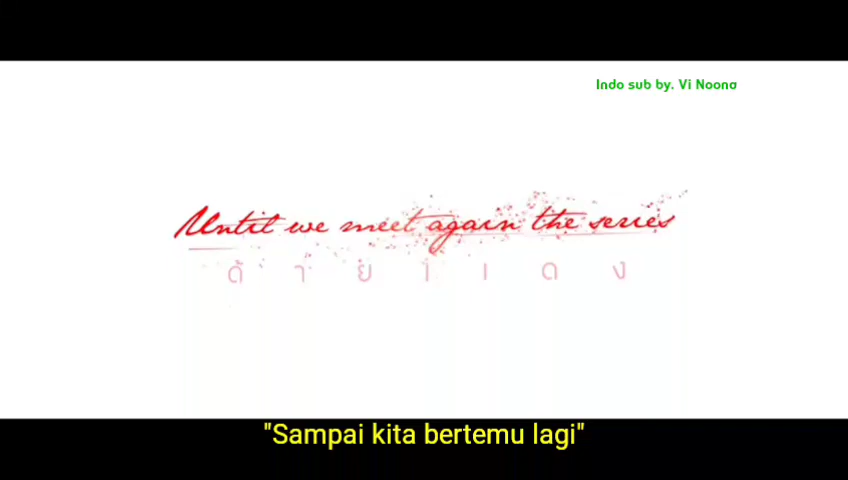 Indo sub by. Vi Noona
Until we meet again the series
ด้ายแดง
"Sampai kita bertemu lagi"